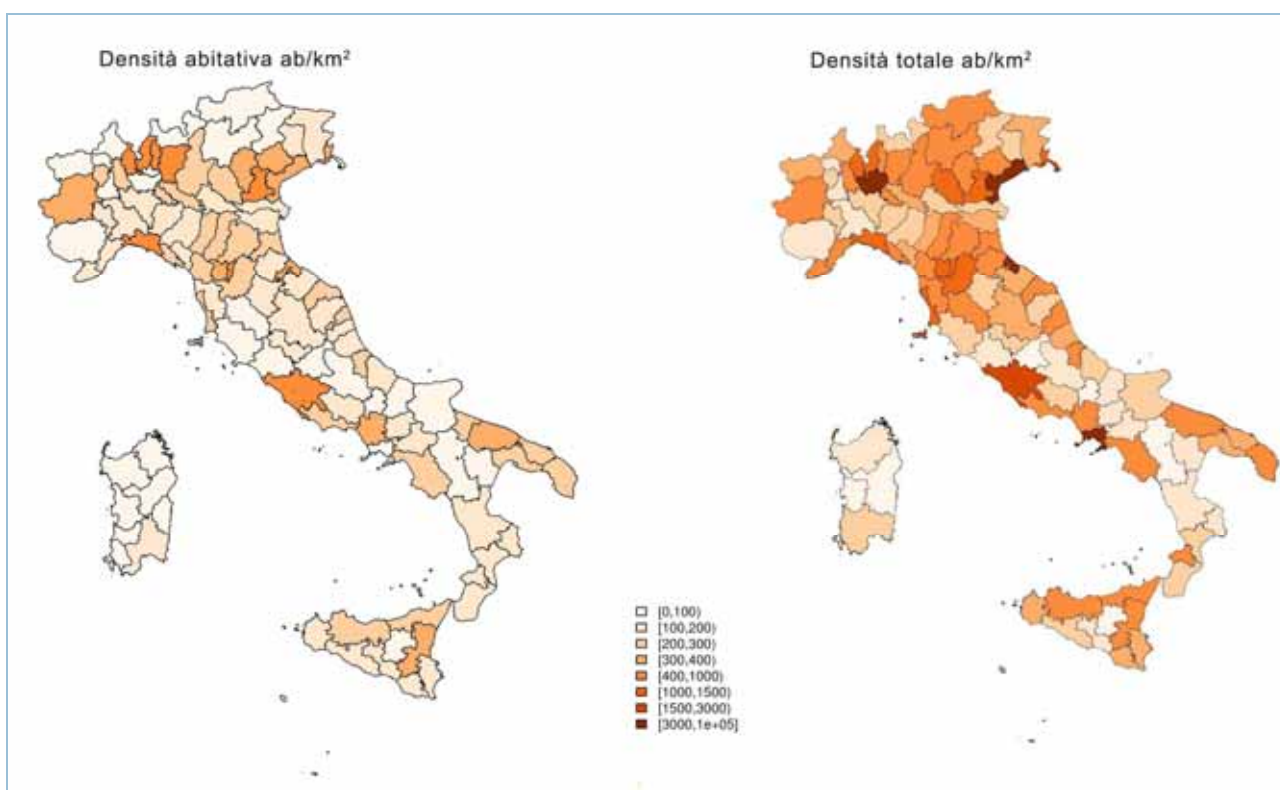 Densità abitativa ab/km²
Densità totale ab/km²
[0,100)
[100,200)
[200,300)
[300,400)
[400,1000)
[1000,1500)
[1500,3000)
[3000,1e+05]